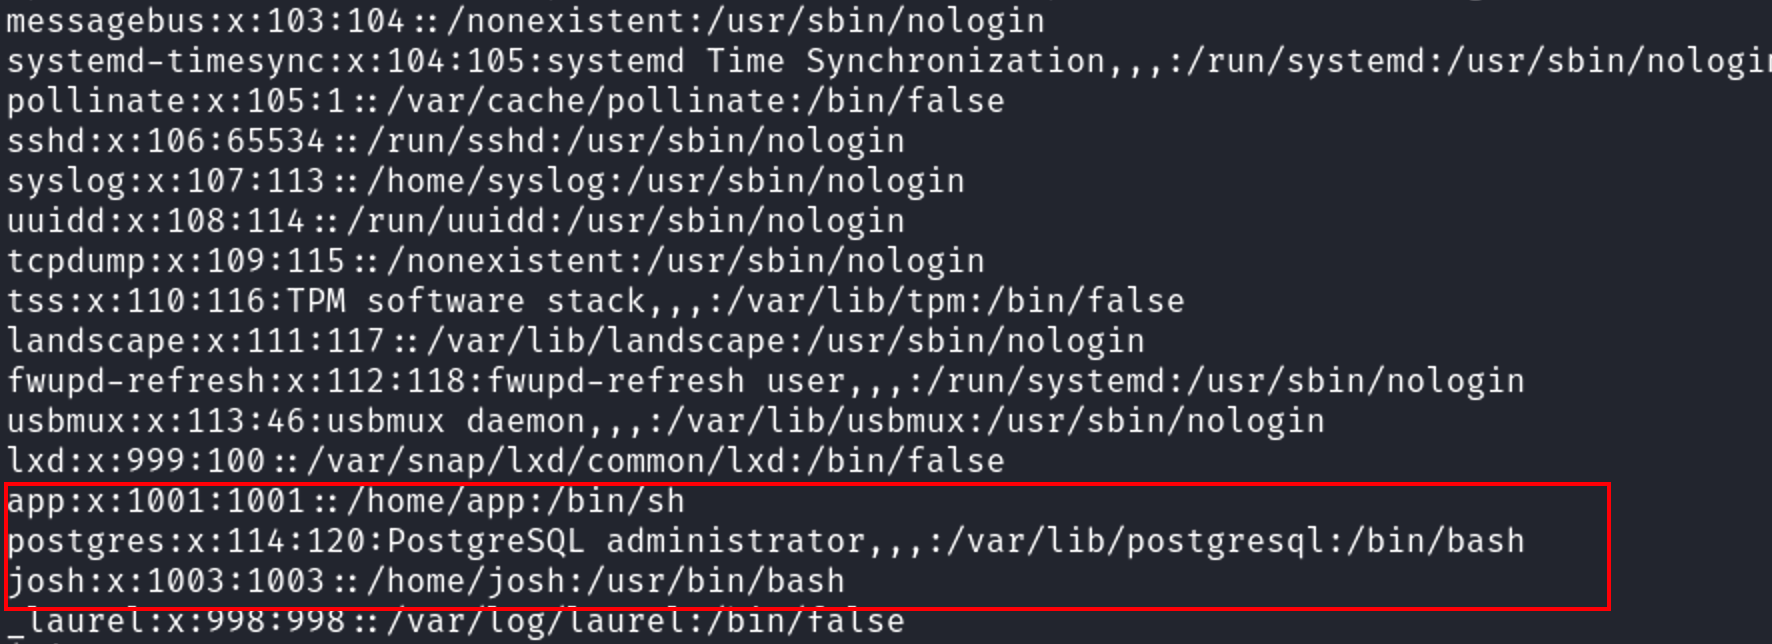 messagebus:x:103:104::/nonexistent:/usr/sbin/nologin
systemd-timesync:x:104:105:systemd Time Synchronization,,,:/run/systemd:/usr/sbin/nologin
pollinate:x:105:1::/var/cache/pollinate:/bin/false
sshd:x:106:65534::/run/sshd:/usr/sbin/nologin
syslog:x:107:113::/home/syslog:/usr/sbin/nologin
uuidd:x:108:114::/run/uuidd:/usr/sbin/nologin
tcpdump:x:109:115::/nonexistent:/usr/sbin/nologin
tss:x:110:116:TPM software stack,,,:/var/lib/tpm:/bin/false
landscape:x:111:117::/var/lib/landscape:/usr/sbin/nologin
fwupd-refresh:x:112:118:fwupd-refresh user,,,:/run/systemd:/usr/sbin/nologin
usbmux:x:113:46:usbmux daemon,,,:/var/lib/usbmux:/usr/sbin/nologin
lxd:x:999:100::/var/snap/lxd/common/lxd:/bin/false
app:x:1001:1001::/home/app:/bin/sh
postgres:x:114:120:PostgreSQL administrator,,,:/var/lib/postgresql:/bin/bash
josh:x:1003:1003::/home/josh:/usr/bin/bash
_laurel:x:998:998::/var/log/laurel:/bin/false